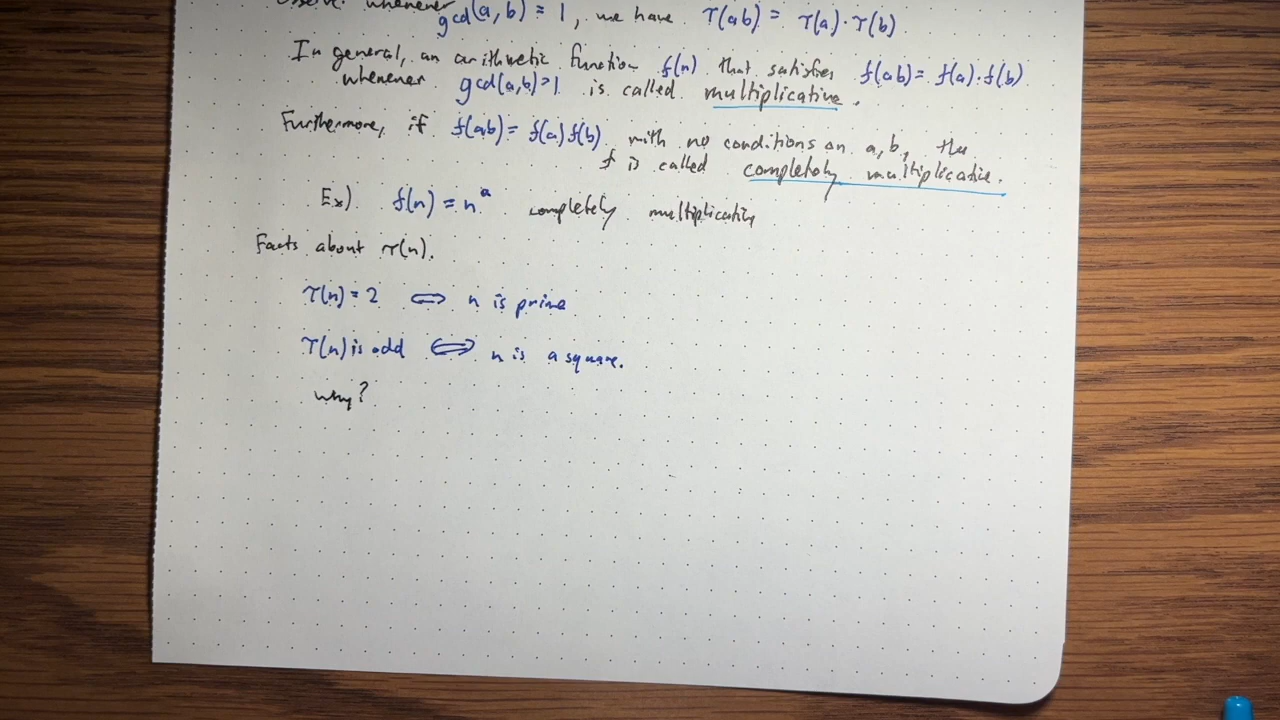 Observe: whenever gcd(a, b) = 1, we have τ(ab) = τ(a)·τ(b).
In general, an arithmetic function f(n) that satisfies f(ab) = f(a)·f(b)
whenever gcd(a,b)=1 is called multiplicative.
Furthermore, if f(ab) = f(a)f(b) with no conditions on a, b, then
f is called completely multiplicative.
Ex) f(n) = n^a completely multiplicative
Facts about τ(n).
τ(n) = 2 ⟺ n is prime
τ(n) is odd ⟺ n is a square.
why?